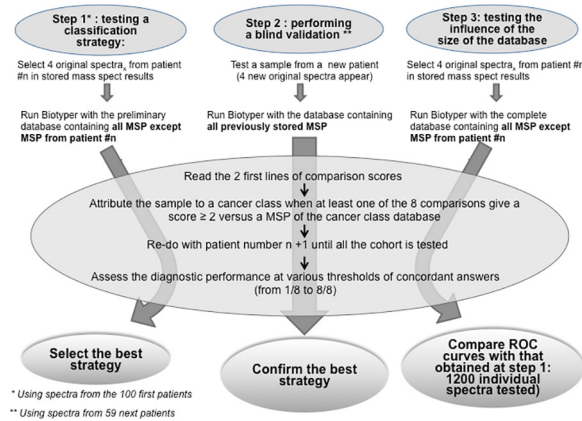 Step 1* : testing a
classification
strategy:
Select 4 original spectra, from patient
#n in stored mass spect results
Run Biotyper with the preliminary
database containing all MSP except
MSP from patient #n
Step 2 : performing
a blind validation **
Test a sample from a new patient
(4 new original spectra appear)
Run Biotyper with the database containing
all previously stored MSP
Step 3: testing the
influence of the
size of the database
Select 4 original spectra, from patient #n
in stored mass spect results
Run Biotyper with the complete
database containing all MSP except
MSP from patient #n
Read the 2 first lines of comparison scores
Attribute the sample to a cancer class when at least one of the 8 comparisons give a
score ≥ 2 versus a MSP of the cancer class database
Re-do with patient number n +1 until all the cohort is tested
Assess the diagnostic performance at various thresholds of concordant answers
(from 1/8 to 8/8)
Select the best
strategy
Confirm the best
strategy
Compare ROC
curves with that
obtained at step 1:
1200 individual
spectra tested)
* Using spectra from the 100 first patients
** Using spectra from 59 next patients